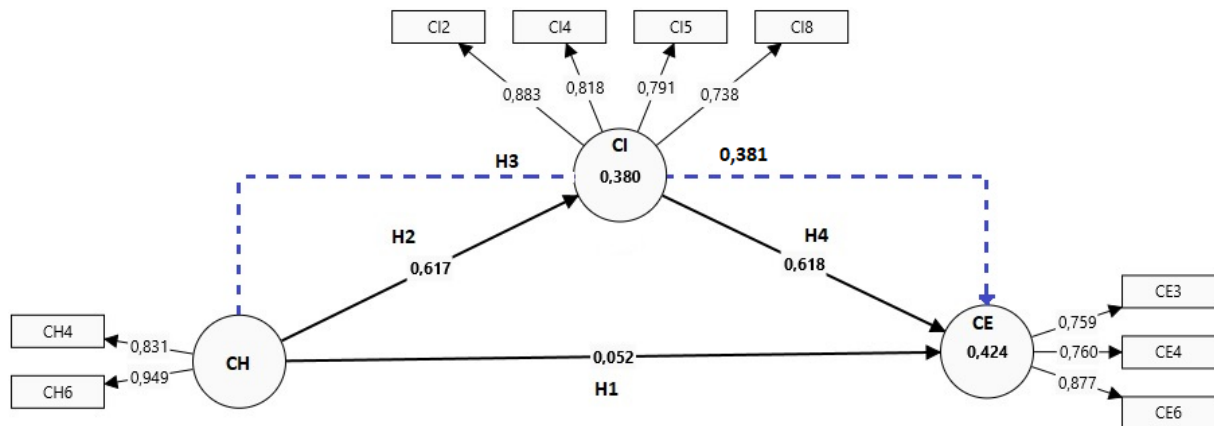 CI2
CI4
CI5
CI8
0,883
0,818
0,791
0,738
CI
0,380
H3
0,381
H2
0,617
H4
0,618
CH4
CH6
0,831
0,949
CH
0,052
H1
CE
0,424
0,759
0,760
0,877
CE3
CE4
CE6